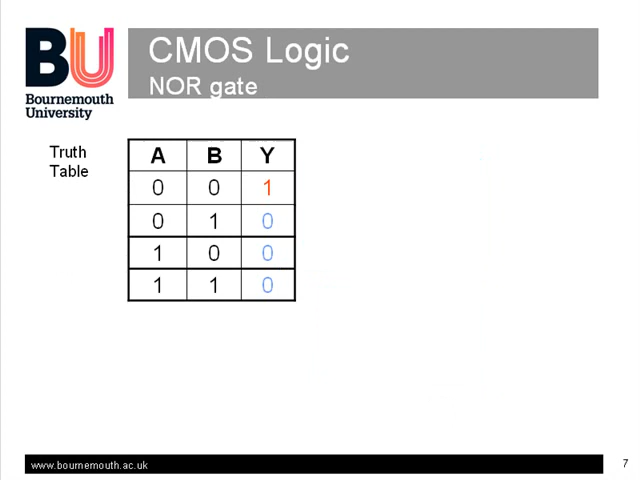 BU
Bournemouth
University
CMOS Logic
NOR gate
Truth
Table
A B Y
0 0 1
0 1 0
1 0 0
1 1 0
www.bournemouth.ac.uk
7